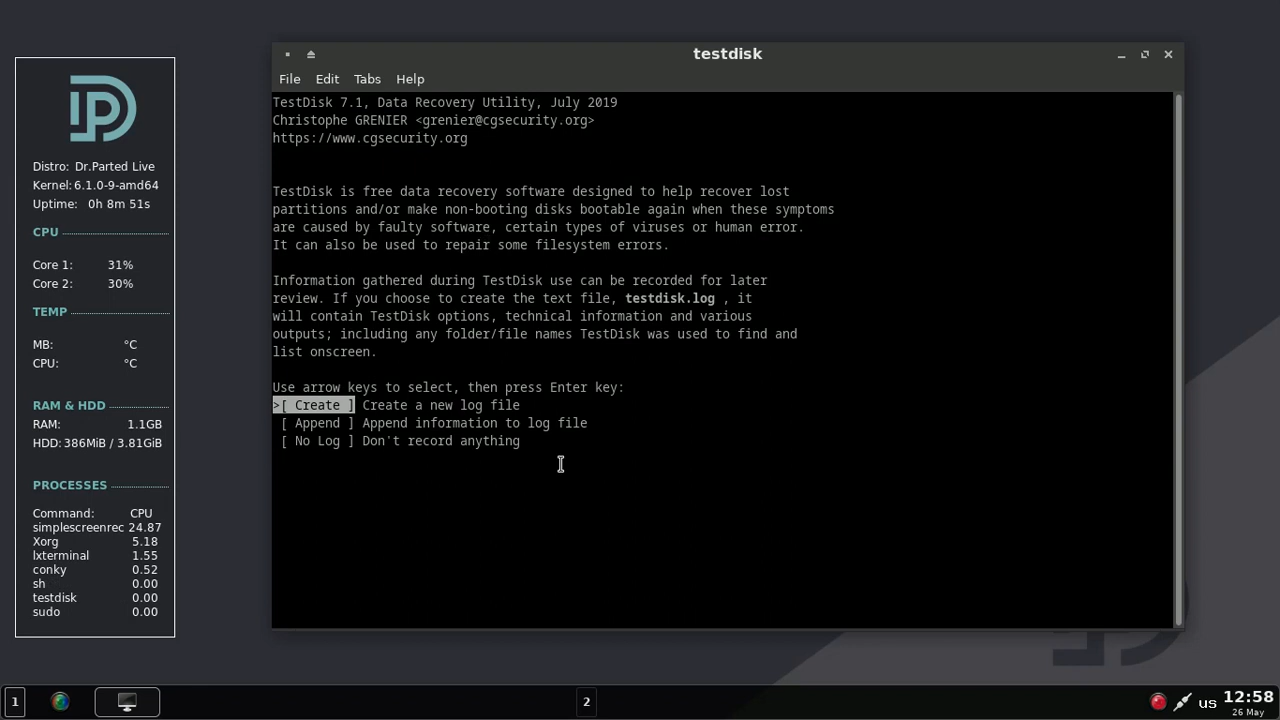 testdisk
File Edit Tabs Help
TestDisk 7.1, Data Recovery Utility, July 2019
Christophe GRENIER <grenier@cgsecurity.org>
https://www.cgsecurity.org
TestDisk is free data recovery software designed to help recover lost
partitions and/or make non-booting disks bootable again when these symptoms
are caused by faulty software, certain types of viruses or human error.
It can also be used to repair some filesystem errors.
Information gathered during TestDisk use can be recorded for later
review. If you choose to create the text file, testdisk.log , it
will contain TestDisk options, technical information and various
outputs; including any folder/file names TestDisk was used to find and
list onscreen.
Use arrow keys to select, then press Enter key:
>[ Create ] Create a new log file
[ Append ] Append information to log file
[ No Log ] Don't record anything
Distro: Dr.Parted Live
Kernel: 6.1.0-9-amd64
Uptime: 0h 8m 51s
CPU
Core 1: 31%
Core 2: 30%
TEMP
MB: °C
CPU: °C
RAM & HDD
RAM: 1.1GB
HDD: 386MiB / 3.81GiB
PROCESSES
Command: CPU
simplescreenrec 24.87
Xorg 5.18
lxterminal 1.55
conky 0.52
sh 0.00
testdisk 0.00
sudo 0.00
1
2
us
12:58
26 May